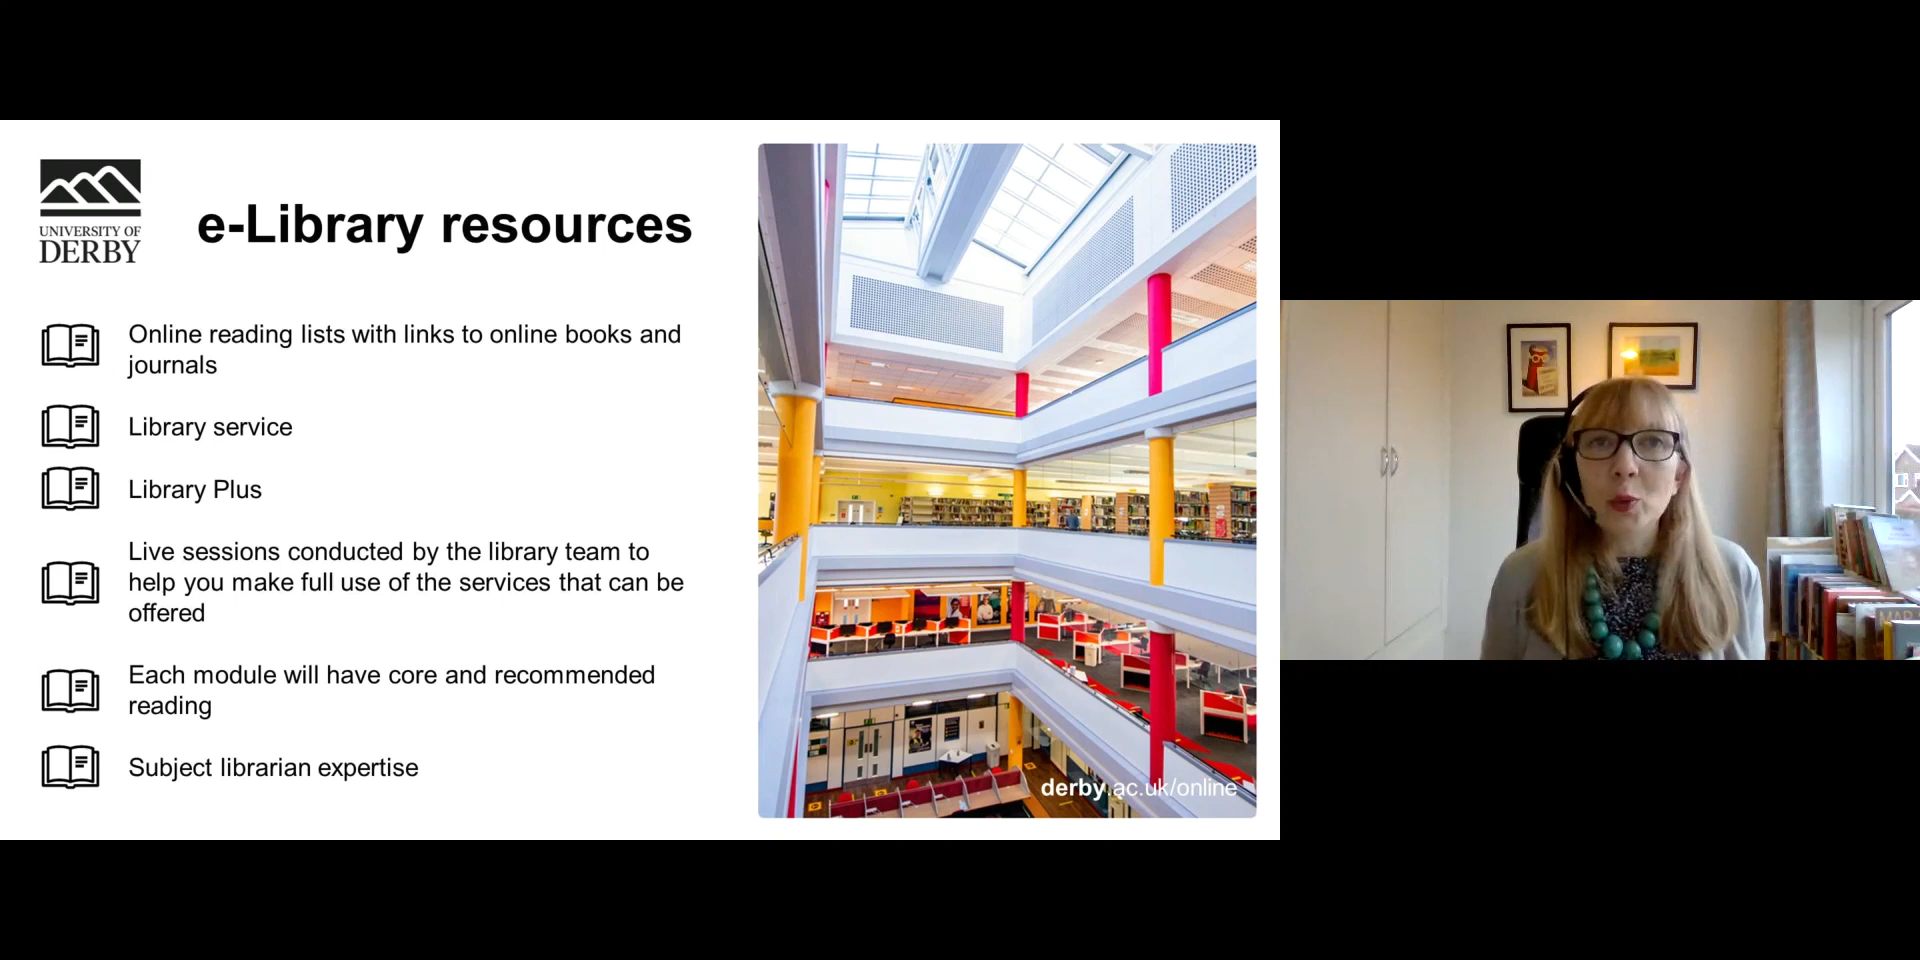 UNIVERSITY OF
DERBY
e-Library resources
Online reading lists with links to online books and
journals
Library service
Library Plus
Live sessions conducted by the library team to
help you make full use of the services that can be
offered
Each module will have core and recommended
reading
Subject librarian expertise
derby.ac.uk/online